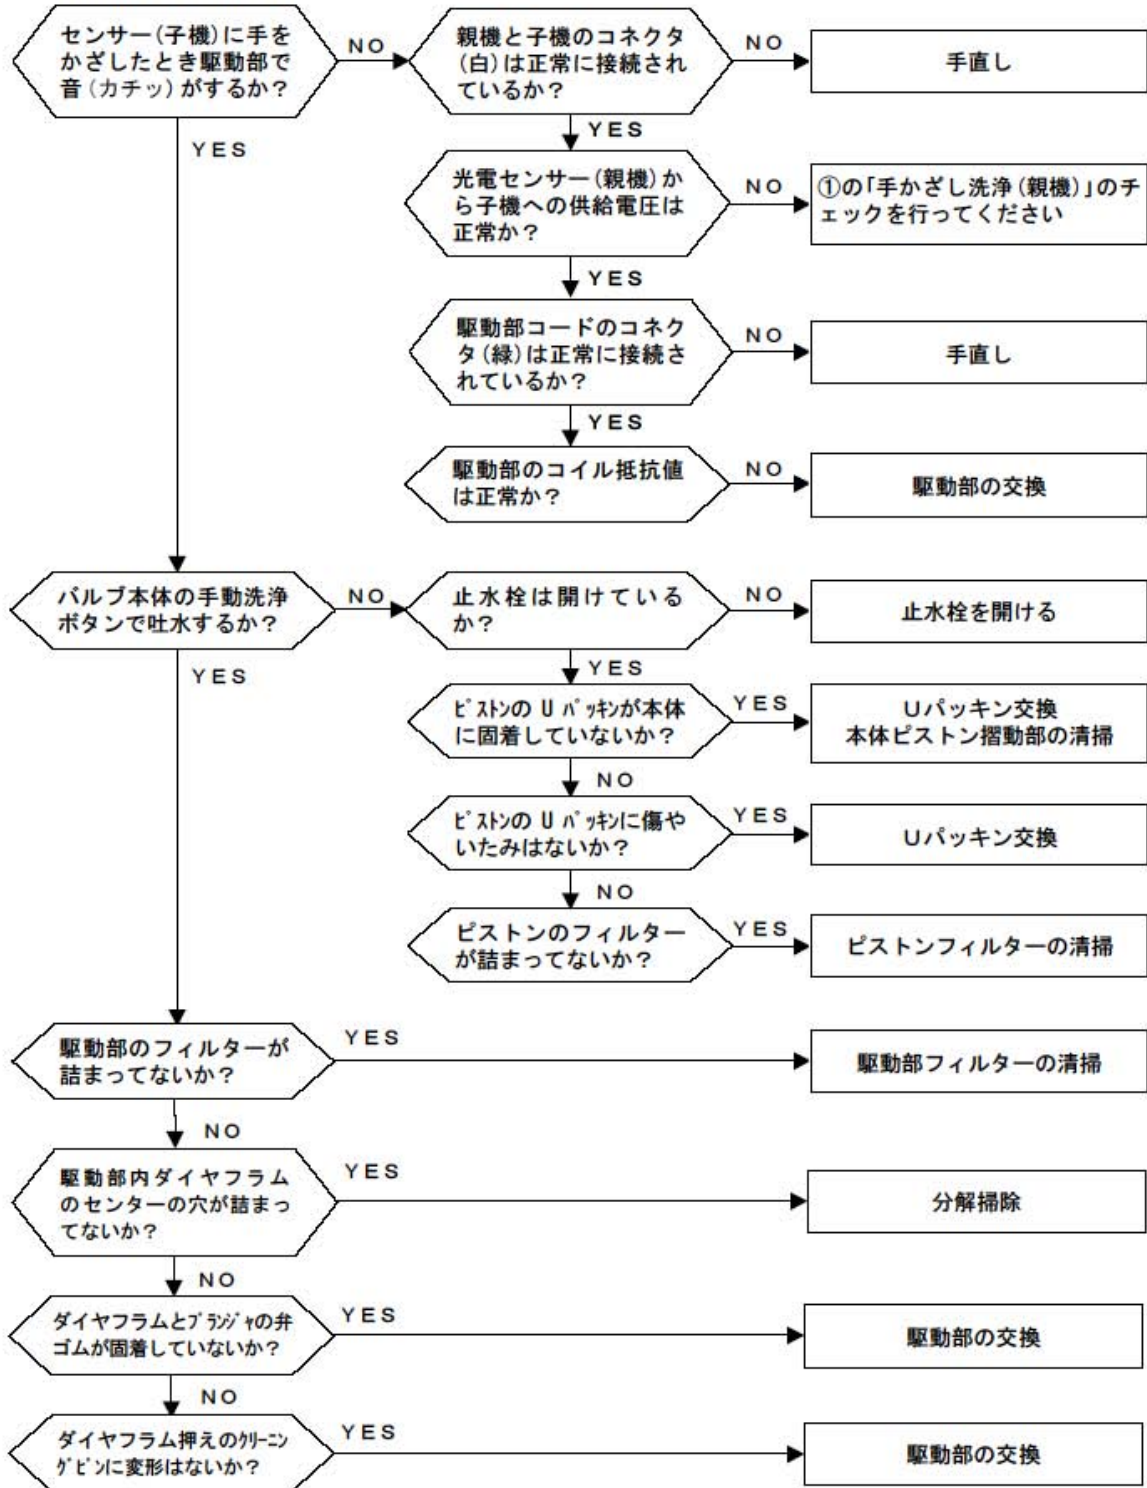 センサー(子機)に手を
かざしたとき駆動部で
音(カチッ)がするか?
NO
親機と子機のコネクタ
(白)は正常に接続され
ているか?
NO
手直し
YES
YES
光電センサー(親機)か
ら子機への供給電圧は
正常か?
NO
①の「手かざし洗浄(親機)」のチ
ェックを行ってください
YES
駆動部コードのコネク
タ(緑)は正常に接続さ
れているか?
NO
手直し
YES
駆動部のコイル抵抗値
は正常か?
NO
駆動部の交換
バルブ本体の手動洗浄
ボタンで吐水するか?
NO
止水栓は開けている
か?
NO
止水栓を開ける
YES
YES
ピストンの U パッキンが本体
に固着していないか?
YES
Uパッキン交換
本体ピストン摺動部の清掃
NO
ピストンの U パッキンに傷や
いたみはないか?
YES
Uパッキン交換
NO
ピストンのフィルター
が詰まってないか?
YES
ピストンフィルターの清掃
駆動部のフィルターが
詰まってないか?
YES
駆動部フィルターの清掃
NO
駆動部内ダイヤフラム
のセンターの穴が詰まっ
てないか?
YES
分解掃除
NO
ダイヤフラムとプランジャの弁
ゴムが固着していないか?
YES
駆動部の交換
NO
ダイヤフラム押えのクリーニン
グピンに変形はないか?
YES
駆動部の交換